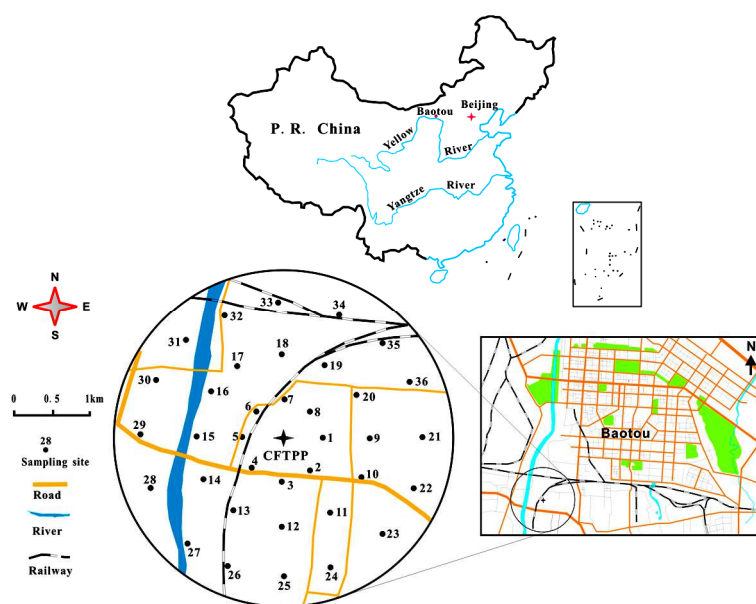 Baotou
Beijing
P. R. China
Yellow
River
Yangtze
River
N
W
E
S
0
0.5
1km
28
Sampling site
Road
River
Railway
33
34
32
31
18
35
17
19
30
16
36
20
7
6
8
29
15
5
1
9
21
CFTPP
4
2
10
28
14
3
22
13
11
12
23
27
26
25
24
N
Baotou